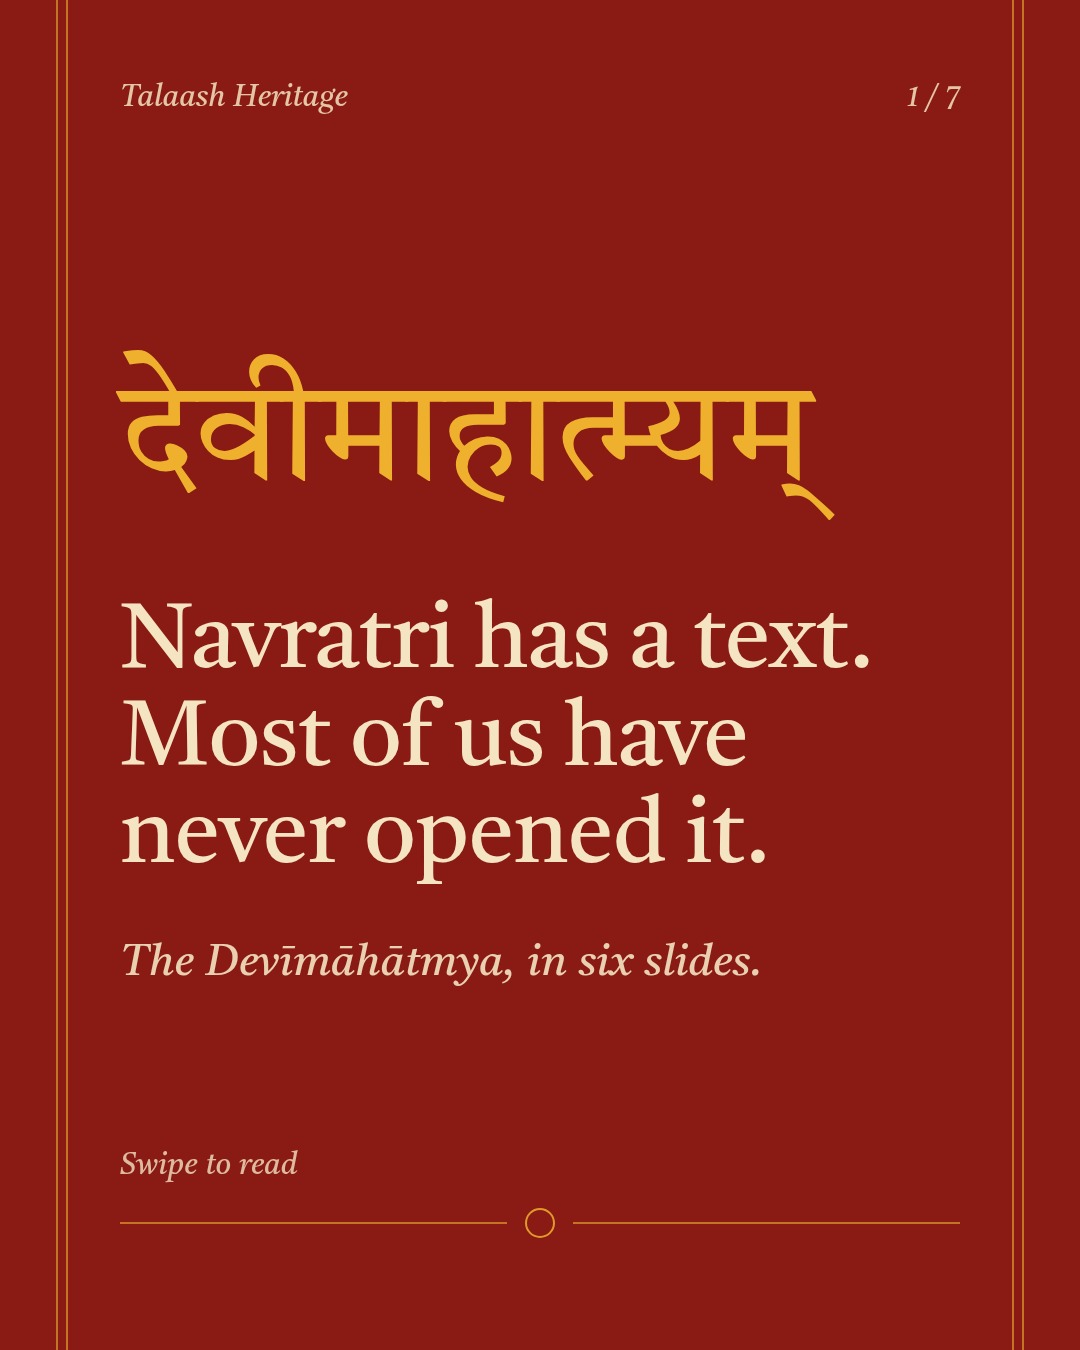 Talaash Heritage
1 / 7
देवीमाहात्म्यम्
Navratri has a text.
Most of us have
never opened it.
The Devīmāhātmya, in six slides.
Swipe to read